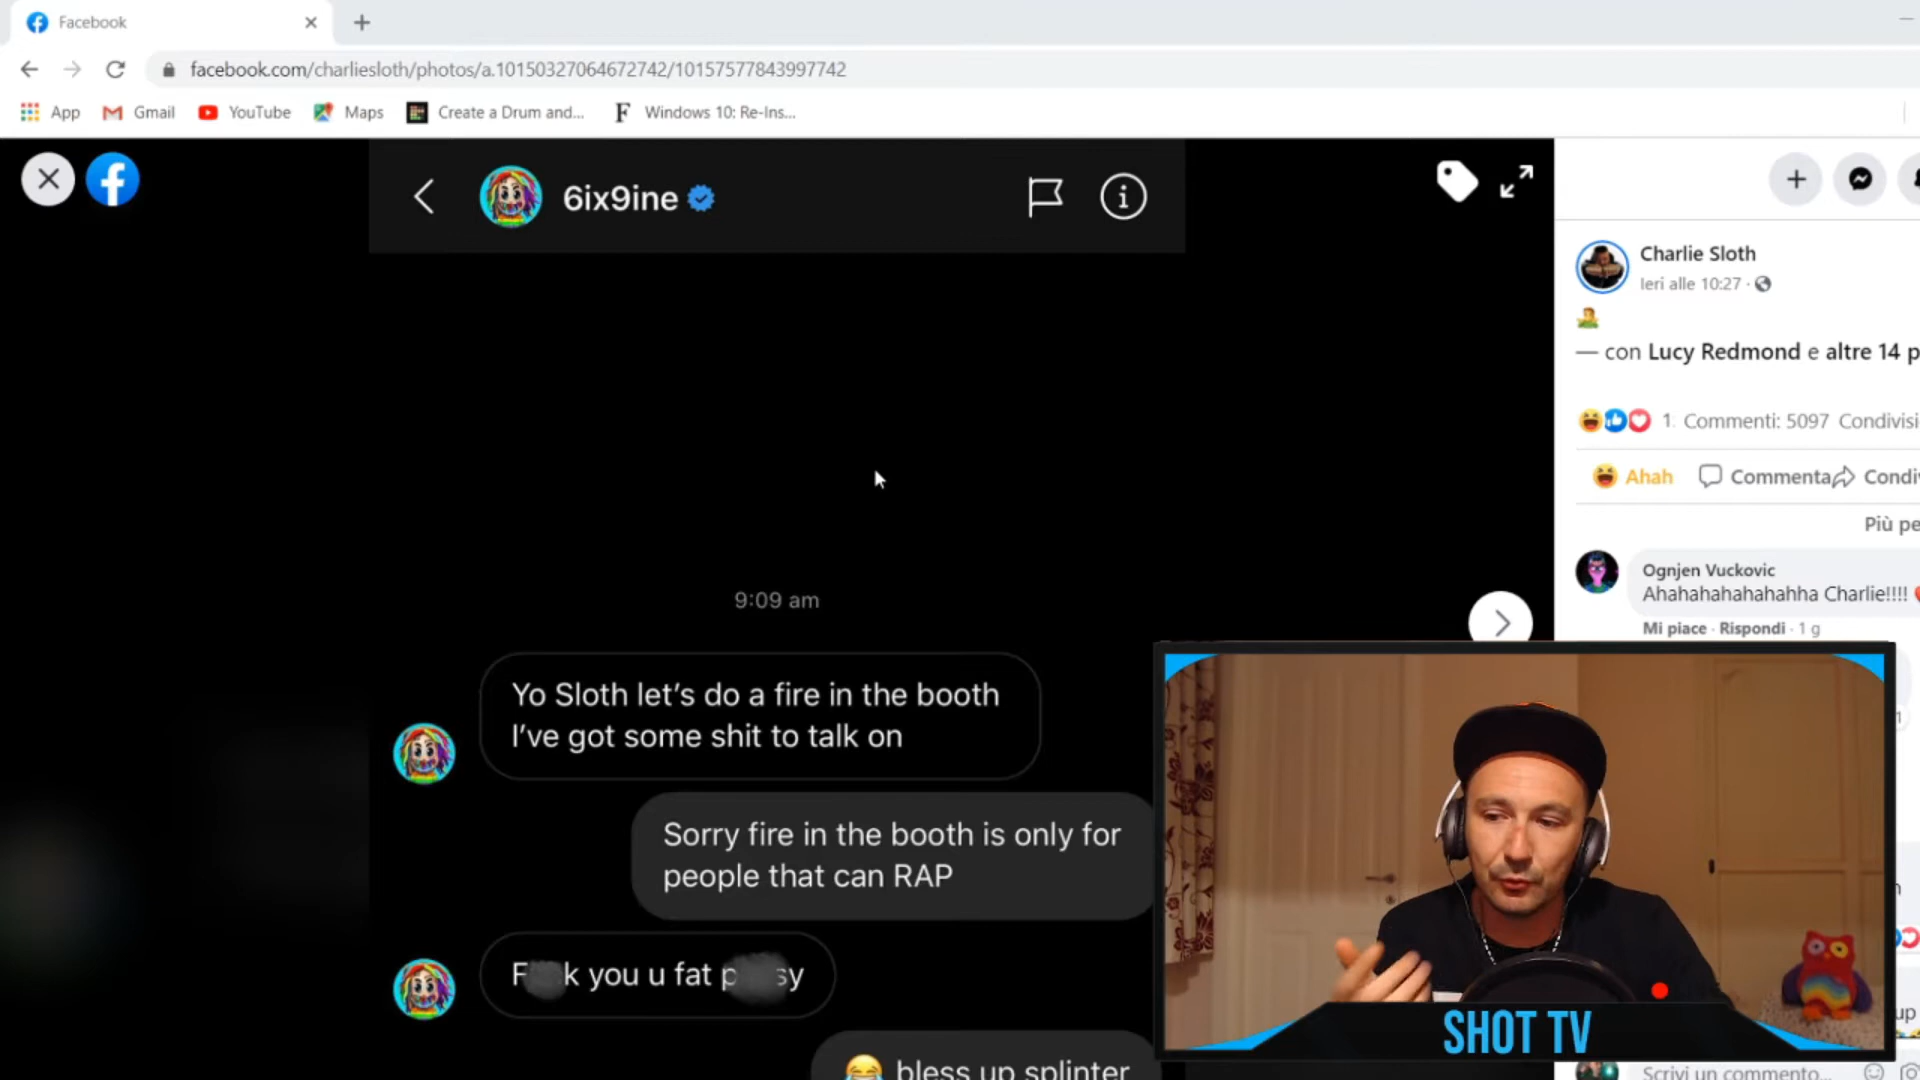 Facebook
facebook.com/charliesloth/photos/a.10150327064672742/10157577843997742
App
Gmail
YouTube
Maps
Create a Drum and...
F
Windows 10: Re-Ins...
6ix9ine
Charlie Sloth
Ieri alle 10:27 ·
— con Lucy Redmond e altre 14 p
1. Commenti: 5097 Condivisi
Ahah
Commenta
Condiv
Più pe
Ognjen Vuckovic
Ahahahahahahahha Charlie!!!!
Mi piace · Rispondi · 1 g
9:09 am
Yo Sloth let's do a fire in the booth
I've got some shit to talk on
Sorry fire in the booth is only for
people that can RAP
F k you u fat p sy
bless up splinter
SHOT TV
up
Scrivi un commento...